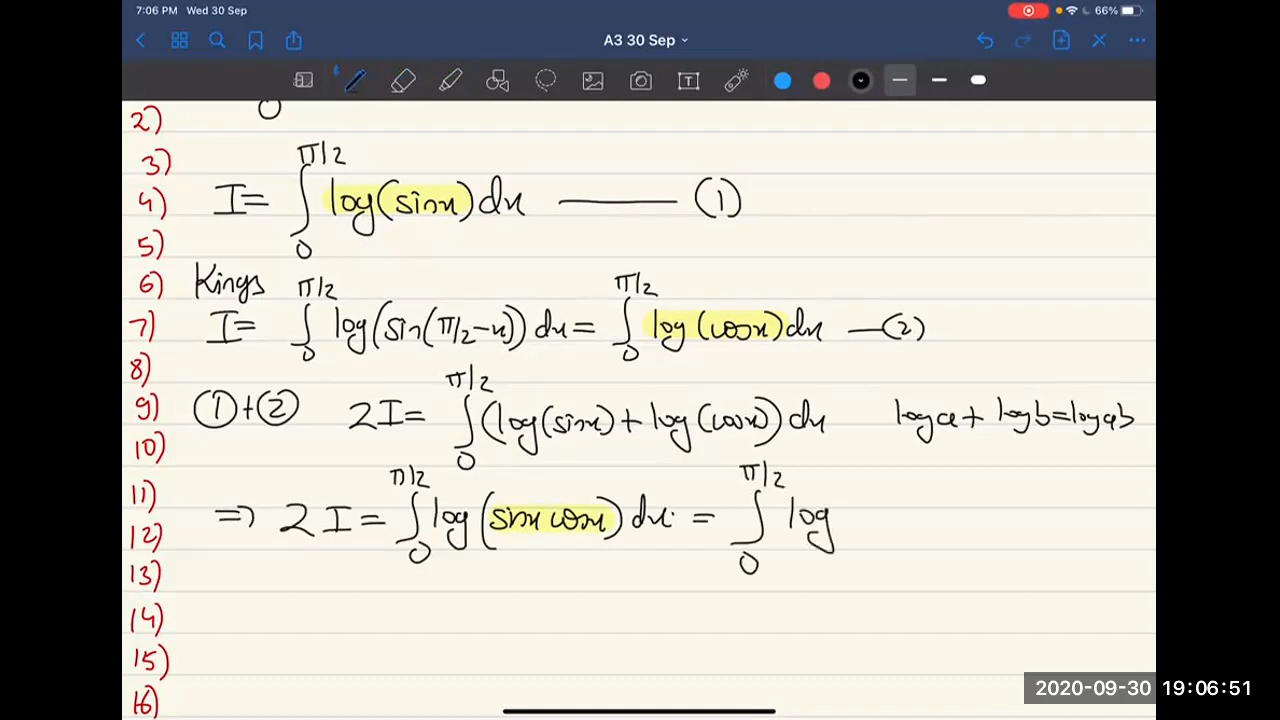 7:06 PM Wed 30 Sep 66%
A3 30 Sep
T
2) 0
3) π/2
4) I= ∫ log(sinx)dx ——— (1)
5) 0
6) Kings π/2 π/2
7) I= ∫ log(sin(π/2-x))dx = ∫ log(cosx)dx —(2)
8) 0 0
9) ①+② 2I= ∫ (log(sinx)+log(cosx))dx loga+logb=logab
π/2
10) 0
11) π/2 π/2
⇒ 2I= ∫ log(sinx cosx)dx = ∫ log
12) 0 0
13)
14)
15)
16)
2020-09-30 19:06:51